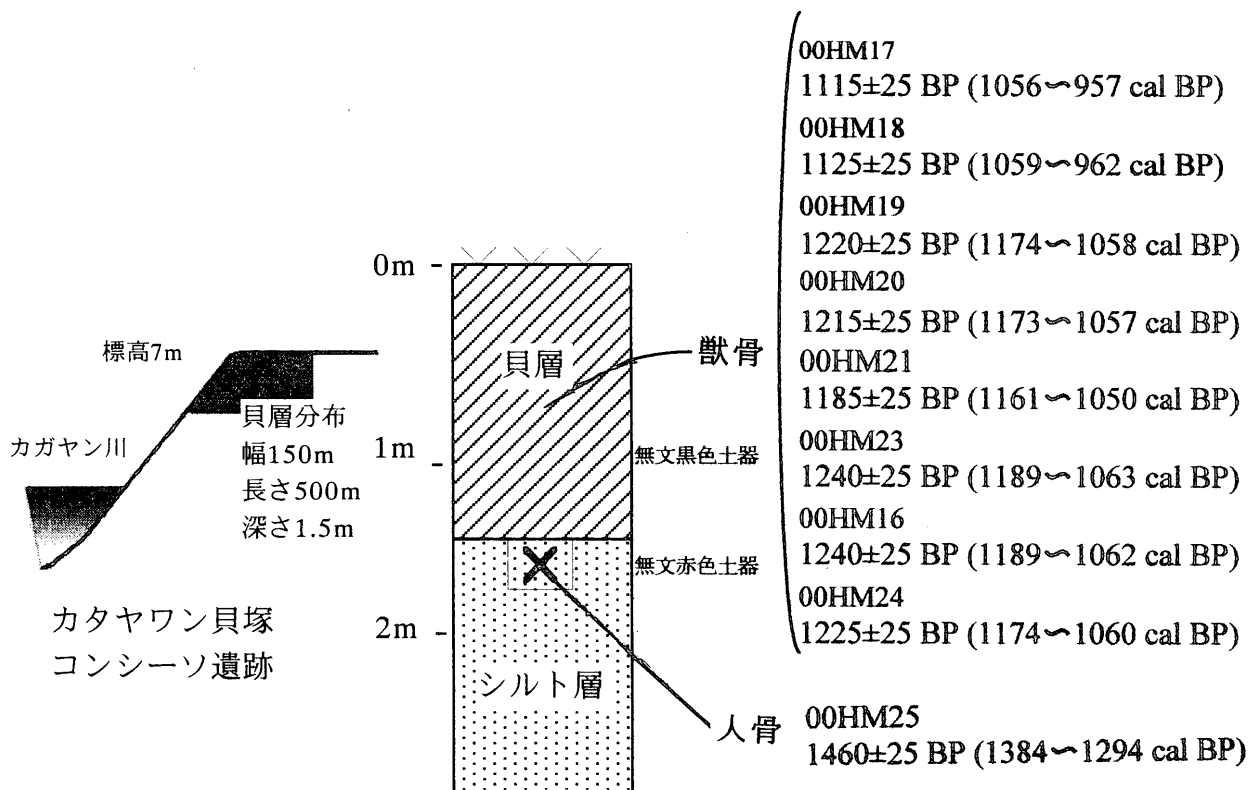 標高7m
カガヤン川
貝層分布
幅150m
長さ500m
深さ1.5m
カタヤワン貝塚
コンシーソ遺跡
0m
1m
2m
貝層
シルト層
無文黒色土器
無文赤色土器
獣骨
00HM17
1115±25 BP (1056〜957 cal BP)
00HM18
1125±25 BP (1059〜962 cal BP)
00HM19
1220±25 BP (1174〜1058 cal BP)
00HM20
1215±25 BP (1173〜1057 cal BP)
00HM21
1185±25 BP (1161〜1050 cal BP)
00HM23
1240±25 BP (1189〜1063 cal BP)
00HM16
1240±25 BP (1189〜1062 cal BP)
00HM24
1225±25 BP (1174〜1060 cal BP)
人骨
00HM25
1460±25 BP (1384〜1294 cal BP)